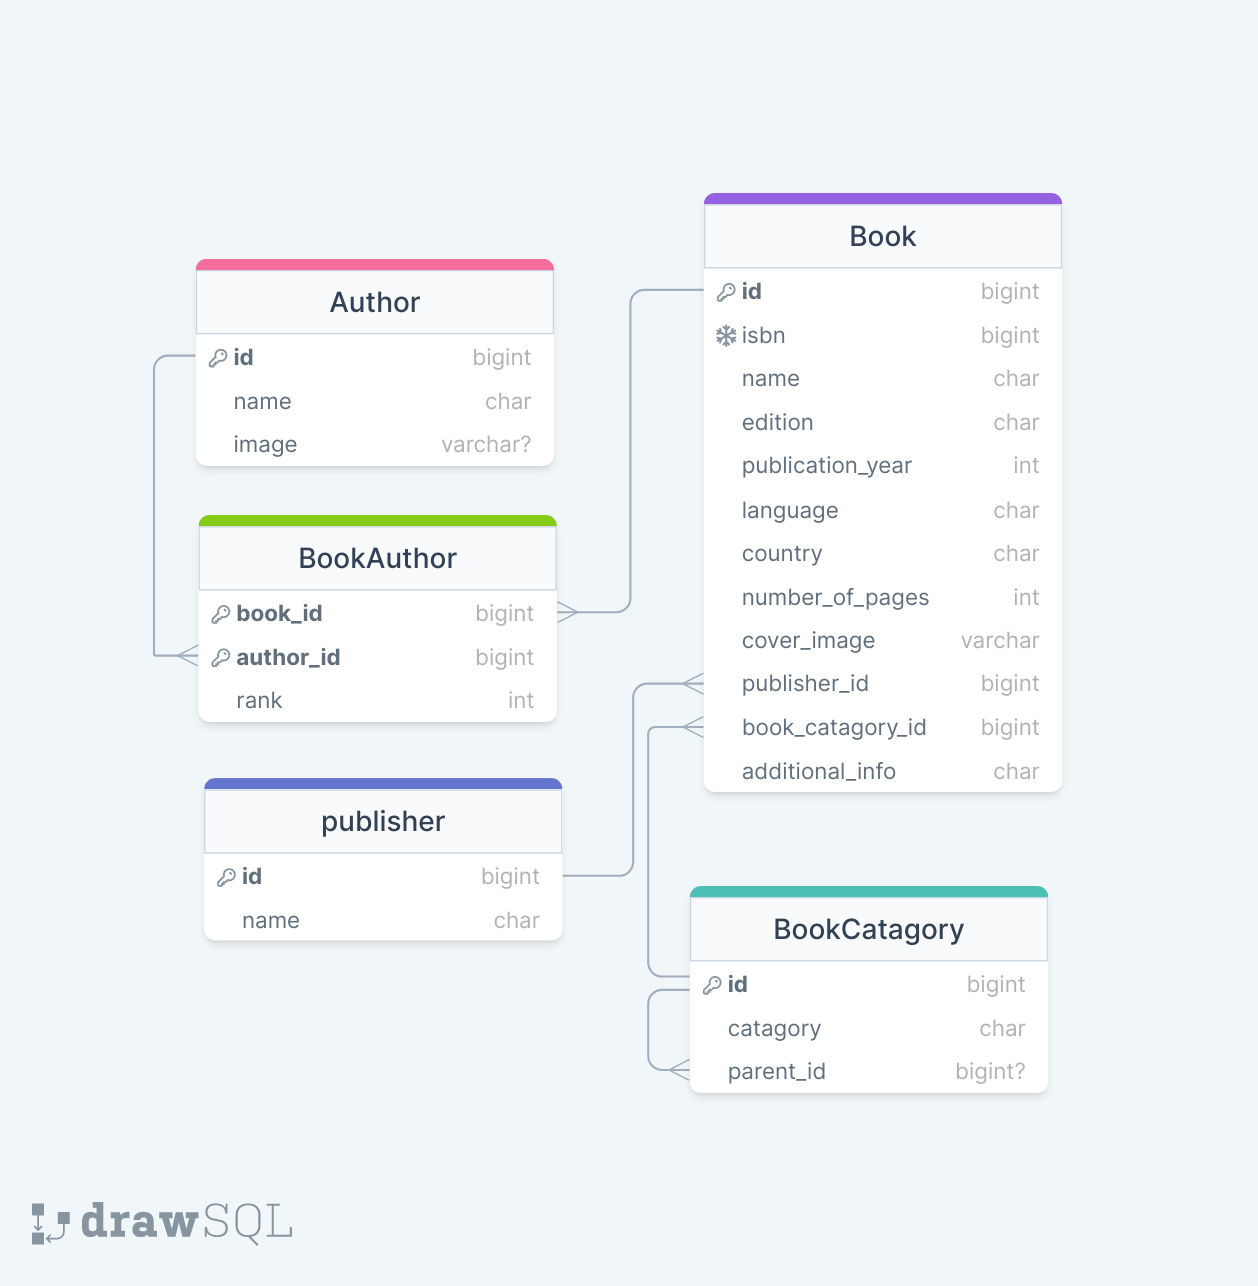 Author
id bigint
name char
image varchar?
BookAuthor
book_id bigint
author_id bigint
rank int
publisher
id bigint
name char
Book
id bigint
isbn bigint
name char
edition char
publication_year int
language char
country char
number_of_pages int
cover_image varchar
publisher_id bigint
book_catagory_id bigint
additional_info char
BookCatagory
id bigint
catagory char
parent_id bigint?
drawSQL